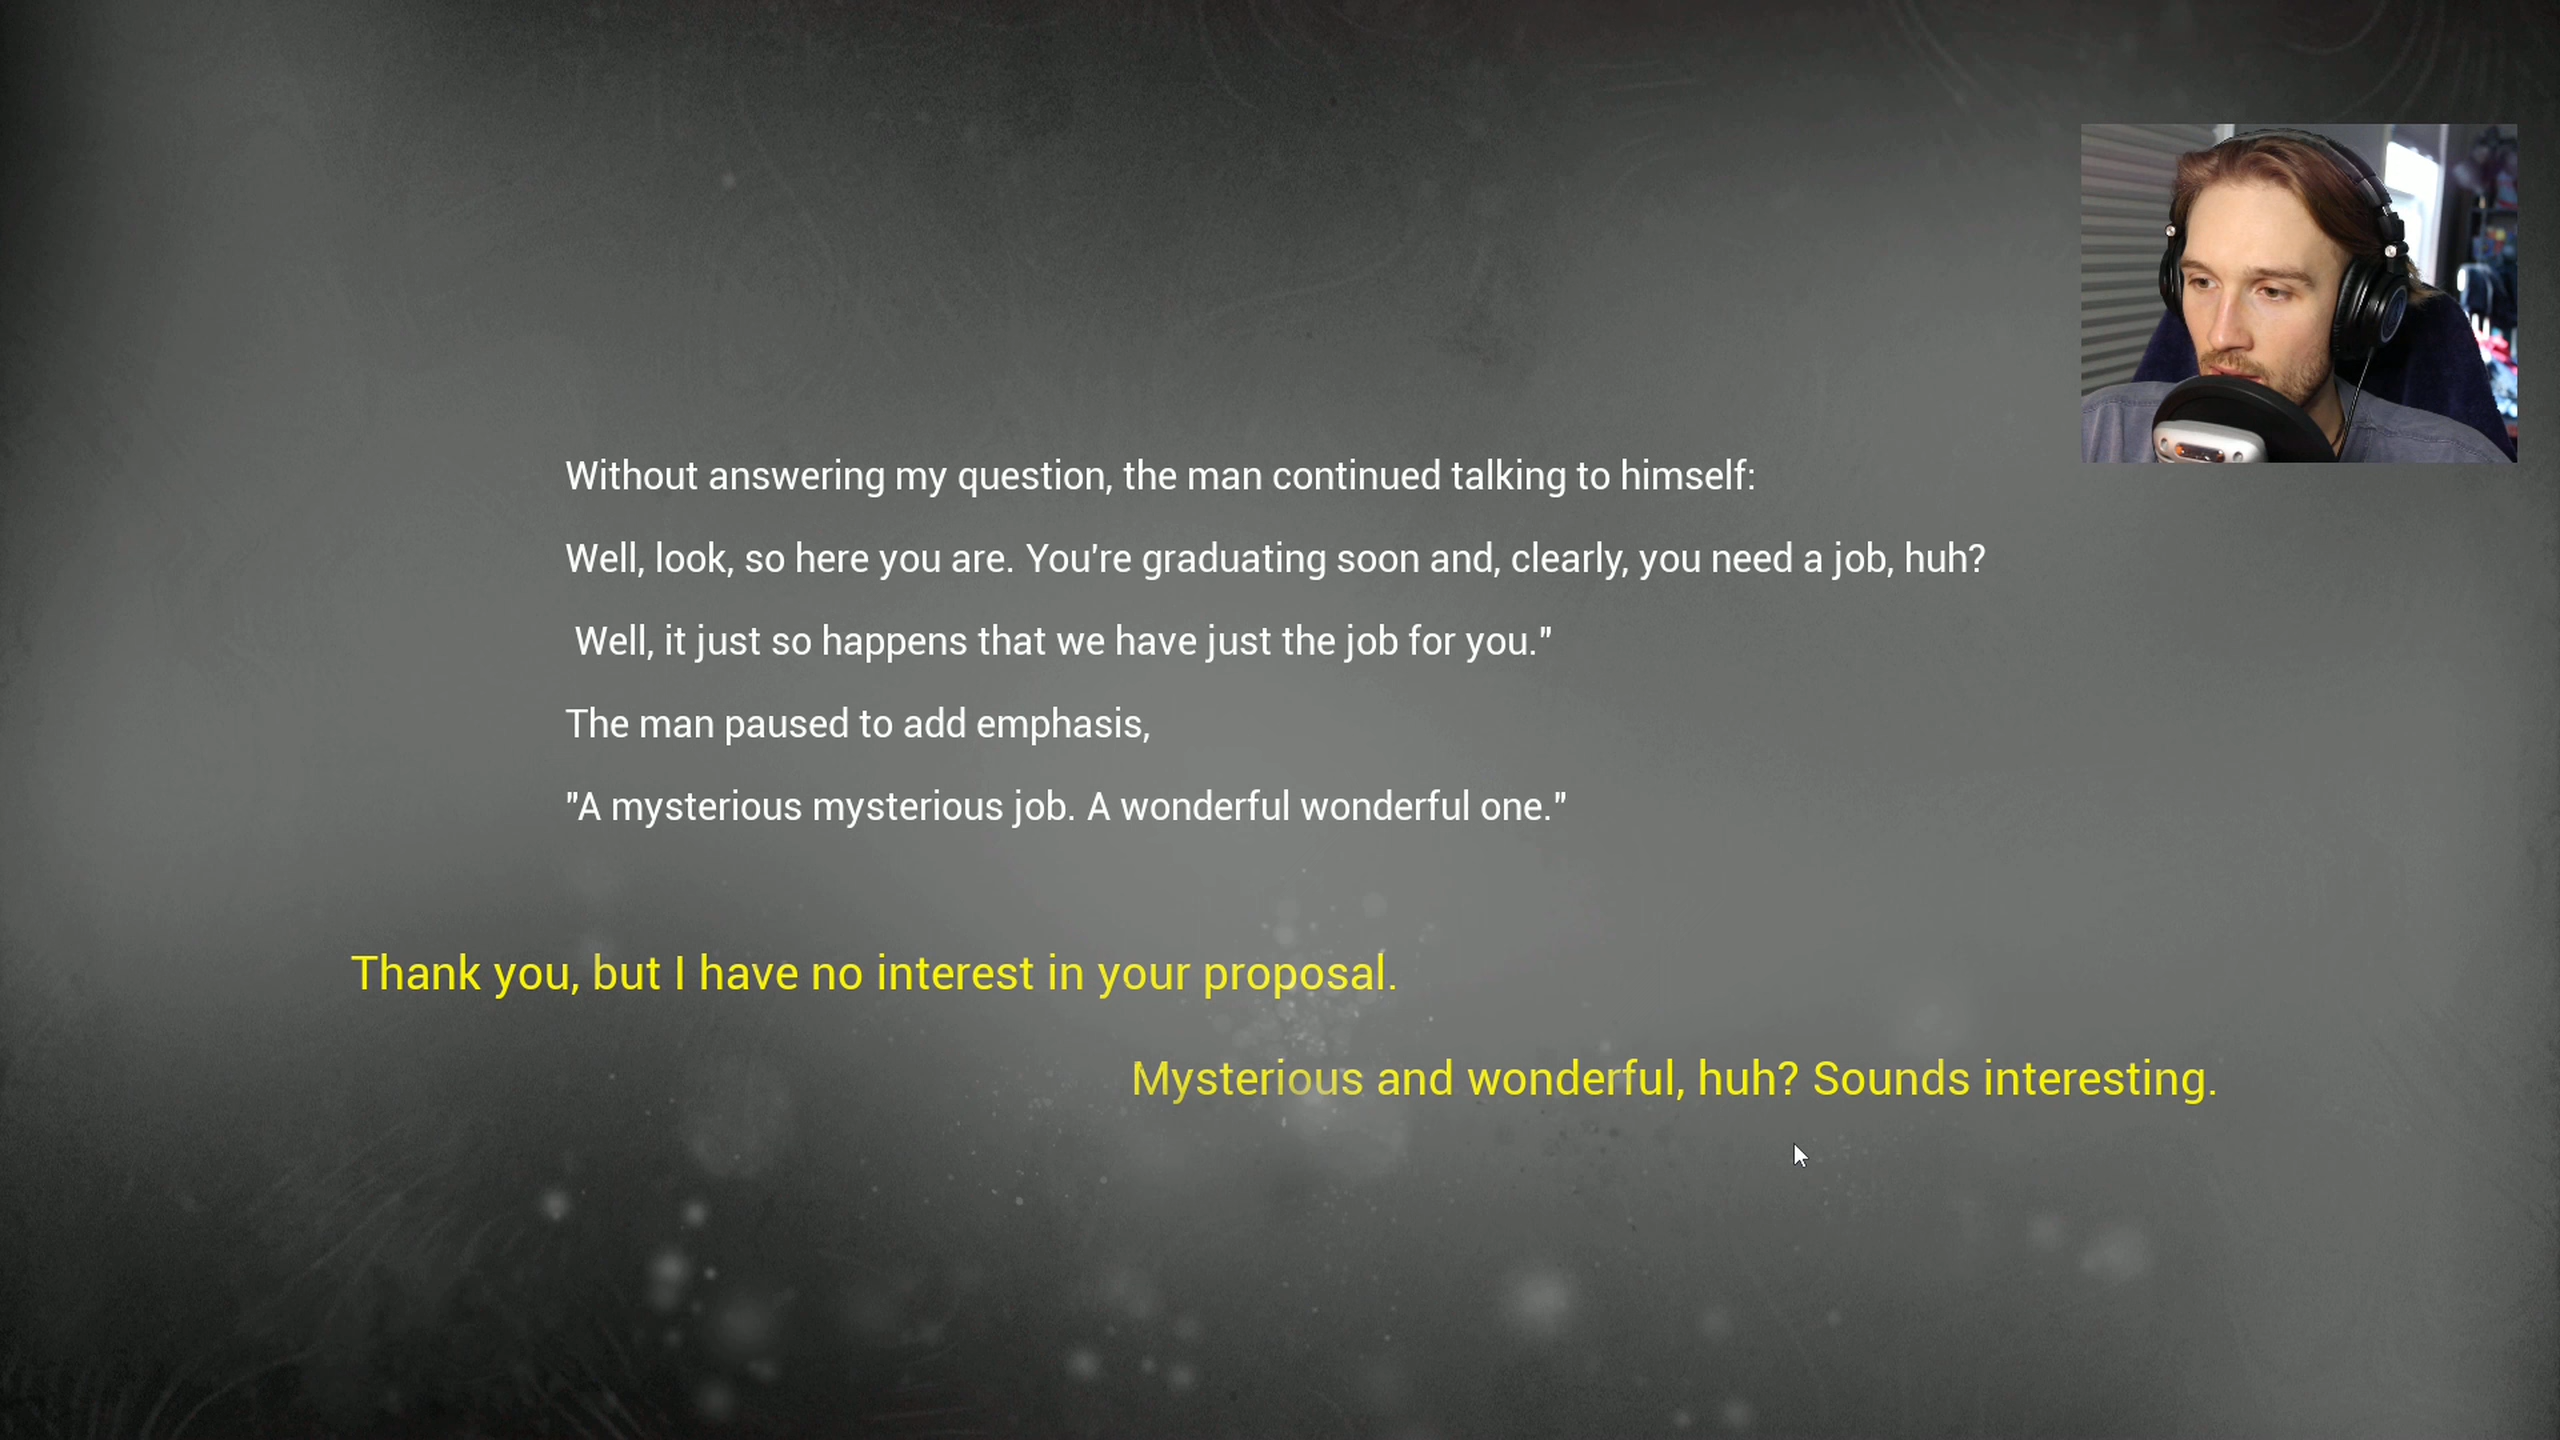 Without answering my question, the man continued talking to himself:
Well, look, so here you are. You're graduating soon and, clearly, you need a job, huh?
Well, it just so happens that we have just the job for you."
The man paused to add emphasis,
"A mysterious mysterious job. A wonderful wonderful one."
Thank you, but I have no interest in your proposal.
Mysterious and wonderful, huh? Sounds interesting.